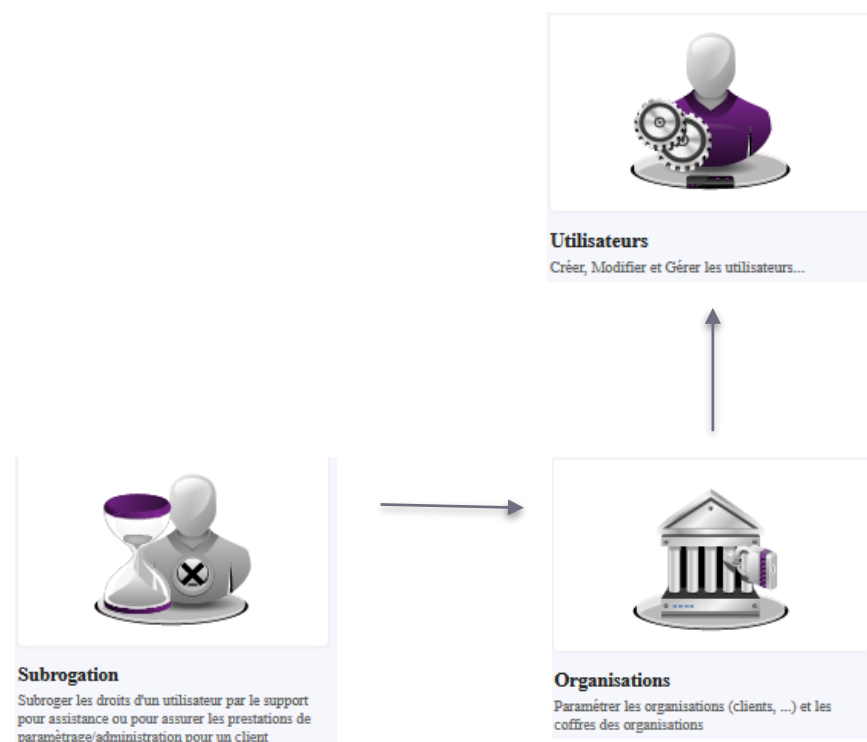 Utilisateurs
Créer, Modifier et Gérer les utilisateurs...
Subrogation
Subroger les droits d'un utilisateur par le support
pour assistance ou pour assurer les prestations de
paramètrage/administration pour un client
Organisations
Paramétrer les organisations (clients, ...) et les
coffres des organisations